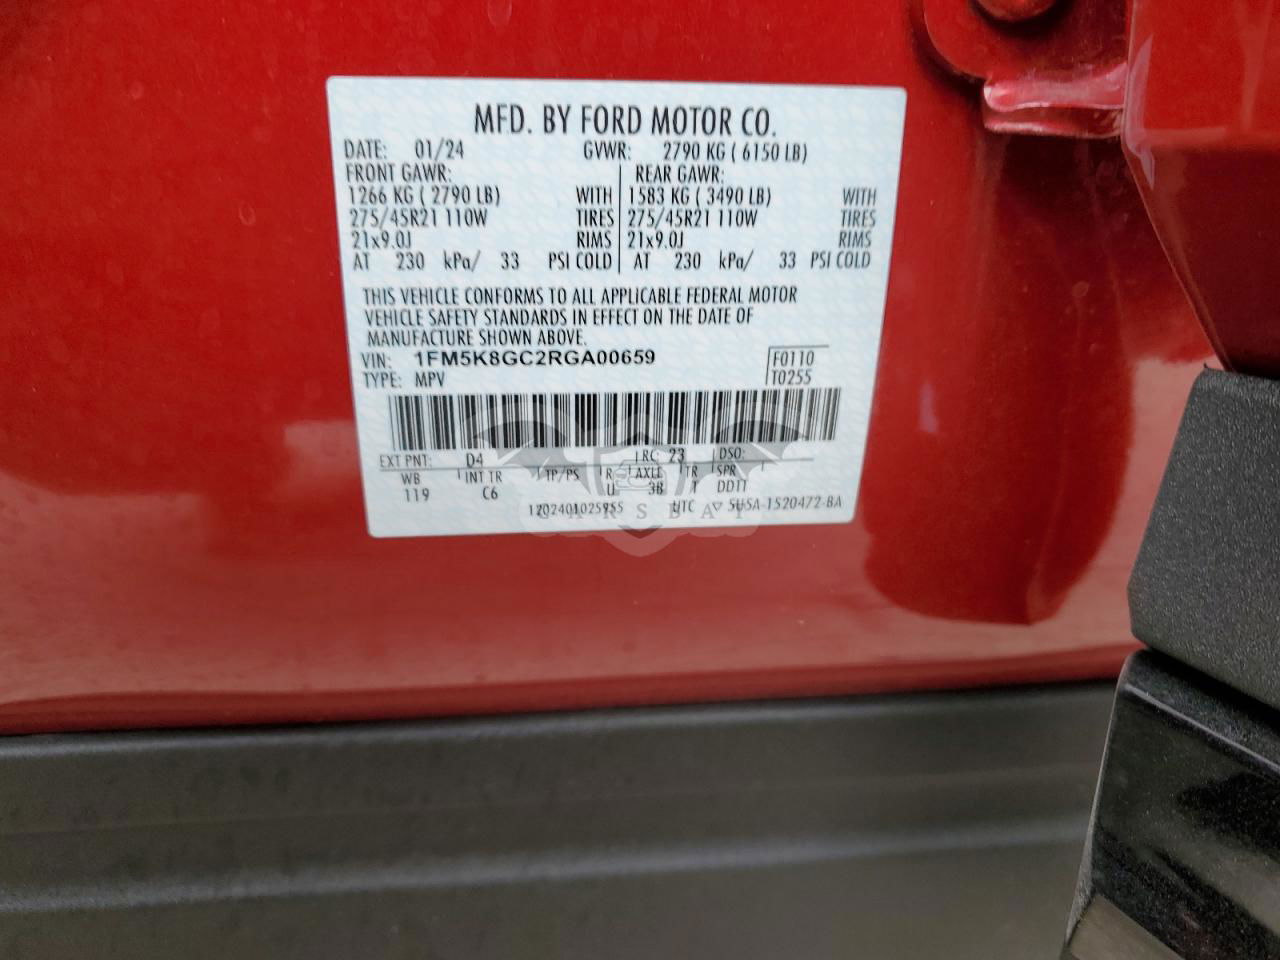 MFD. BY FORD MOTOR CO.
DATE: 01/24 GVWR: 2790 KG ( 6150 LB)
FRONT GAWR: REAR GAWR:
1266 KG ( 2790 LB) WITH 1583 KG ( 3490 LB) WITH
275/45R21 110W TIRES 275/45R21 110W TIRES
21x9.0J RIMS 21x9.0J RIMS
AT 230 kPa/ 33 PSI COLD AT 230 kPa/ 33 PSI COLD
THIS VEHICLE CONFORMS TO ALL APPLICABLE FEDERAL MOTOR
VEHICLE SAFETY STANDARDS IN EFFECT ON THE DATE OF
MANUFACTURE SHOWN ABOVE.
VIN: 1FM5K8GC2RGA00659 F0110
TYPE: MPV T0255
EXT PNT: D4 RC: 23 DSO:
WB INT TR TP/PS R AXLE TR SPR
119 C6 U 3B DDTT
1202401025955 UTC ▽ 5U5A-1520472-BA
CARSBAT